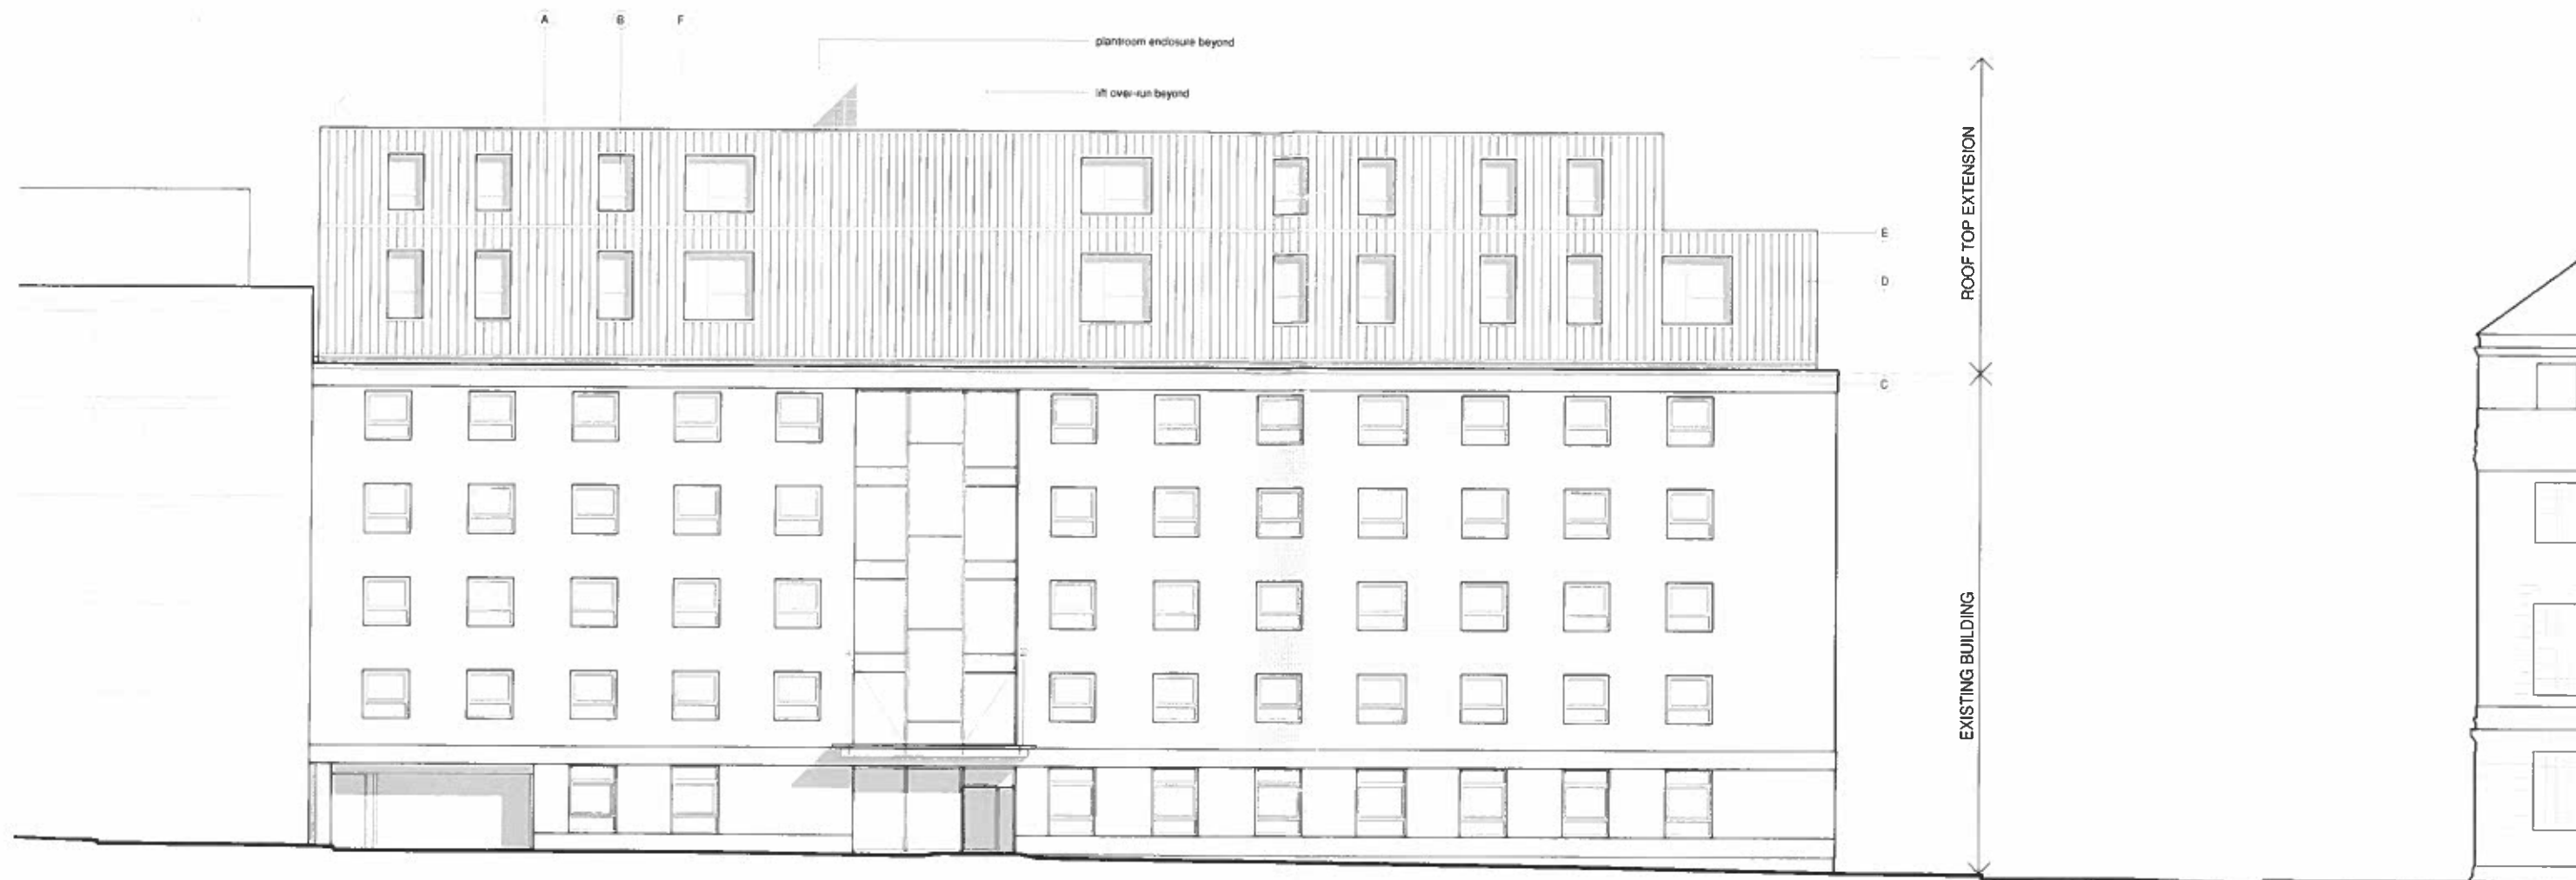 A B F
plantroom enclosure beyond
lift over-run beyond
ROOF TOP EXTENSION
E
D
C
EXISTING BUILDING